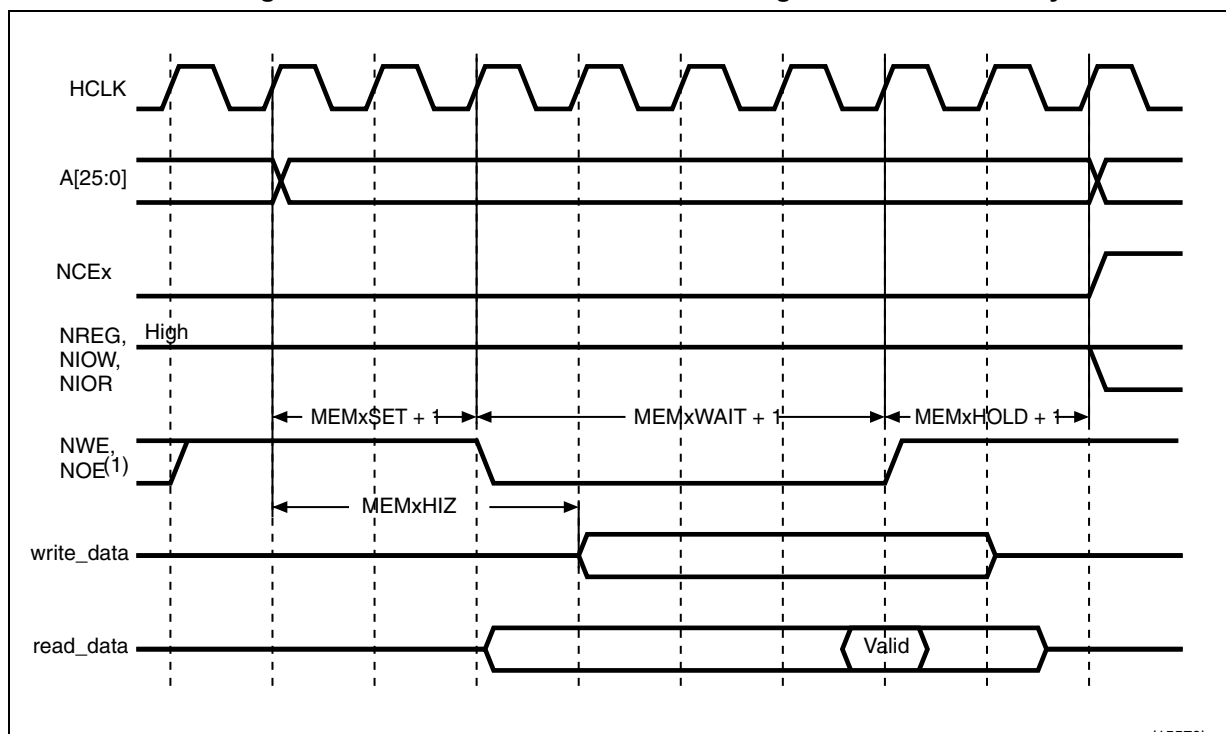 HCLK
A[25:0]
NCEx
NREG, High
NIOW,
NIOR
MEMxSET + 1 MEMxWAIT + 1 MEMxHOLD + 1
NWE,
NOE(1)
MEMxHIZ
write_data
read_data Valid